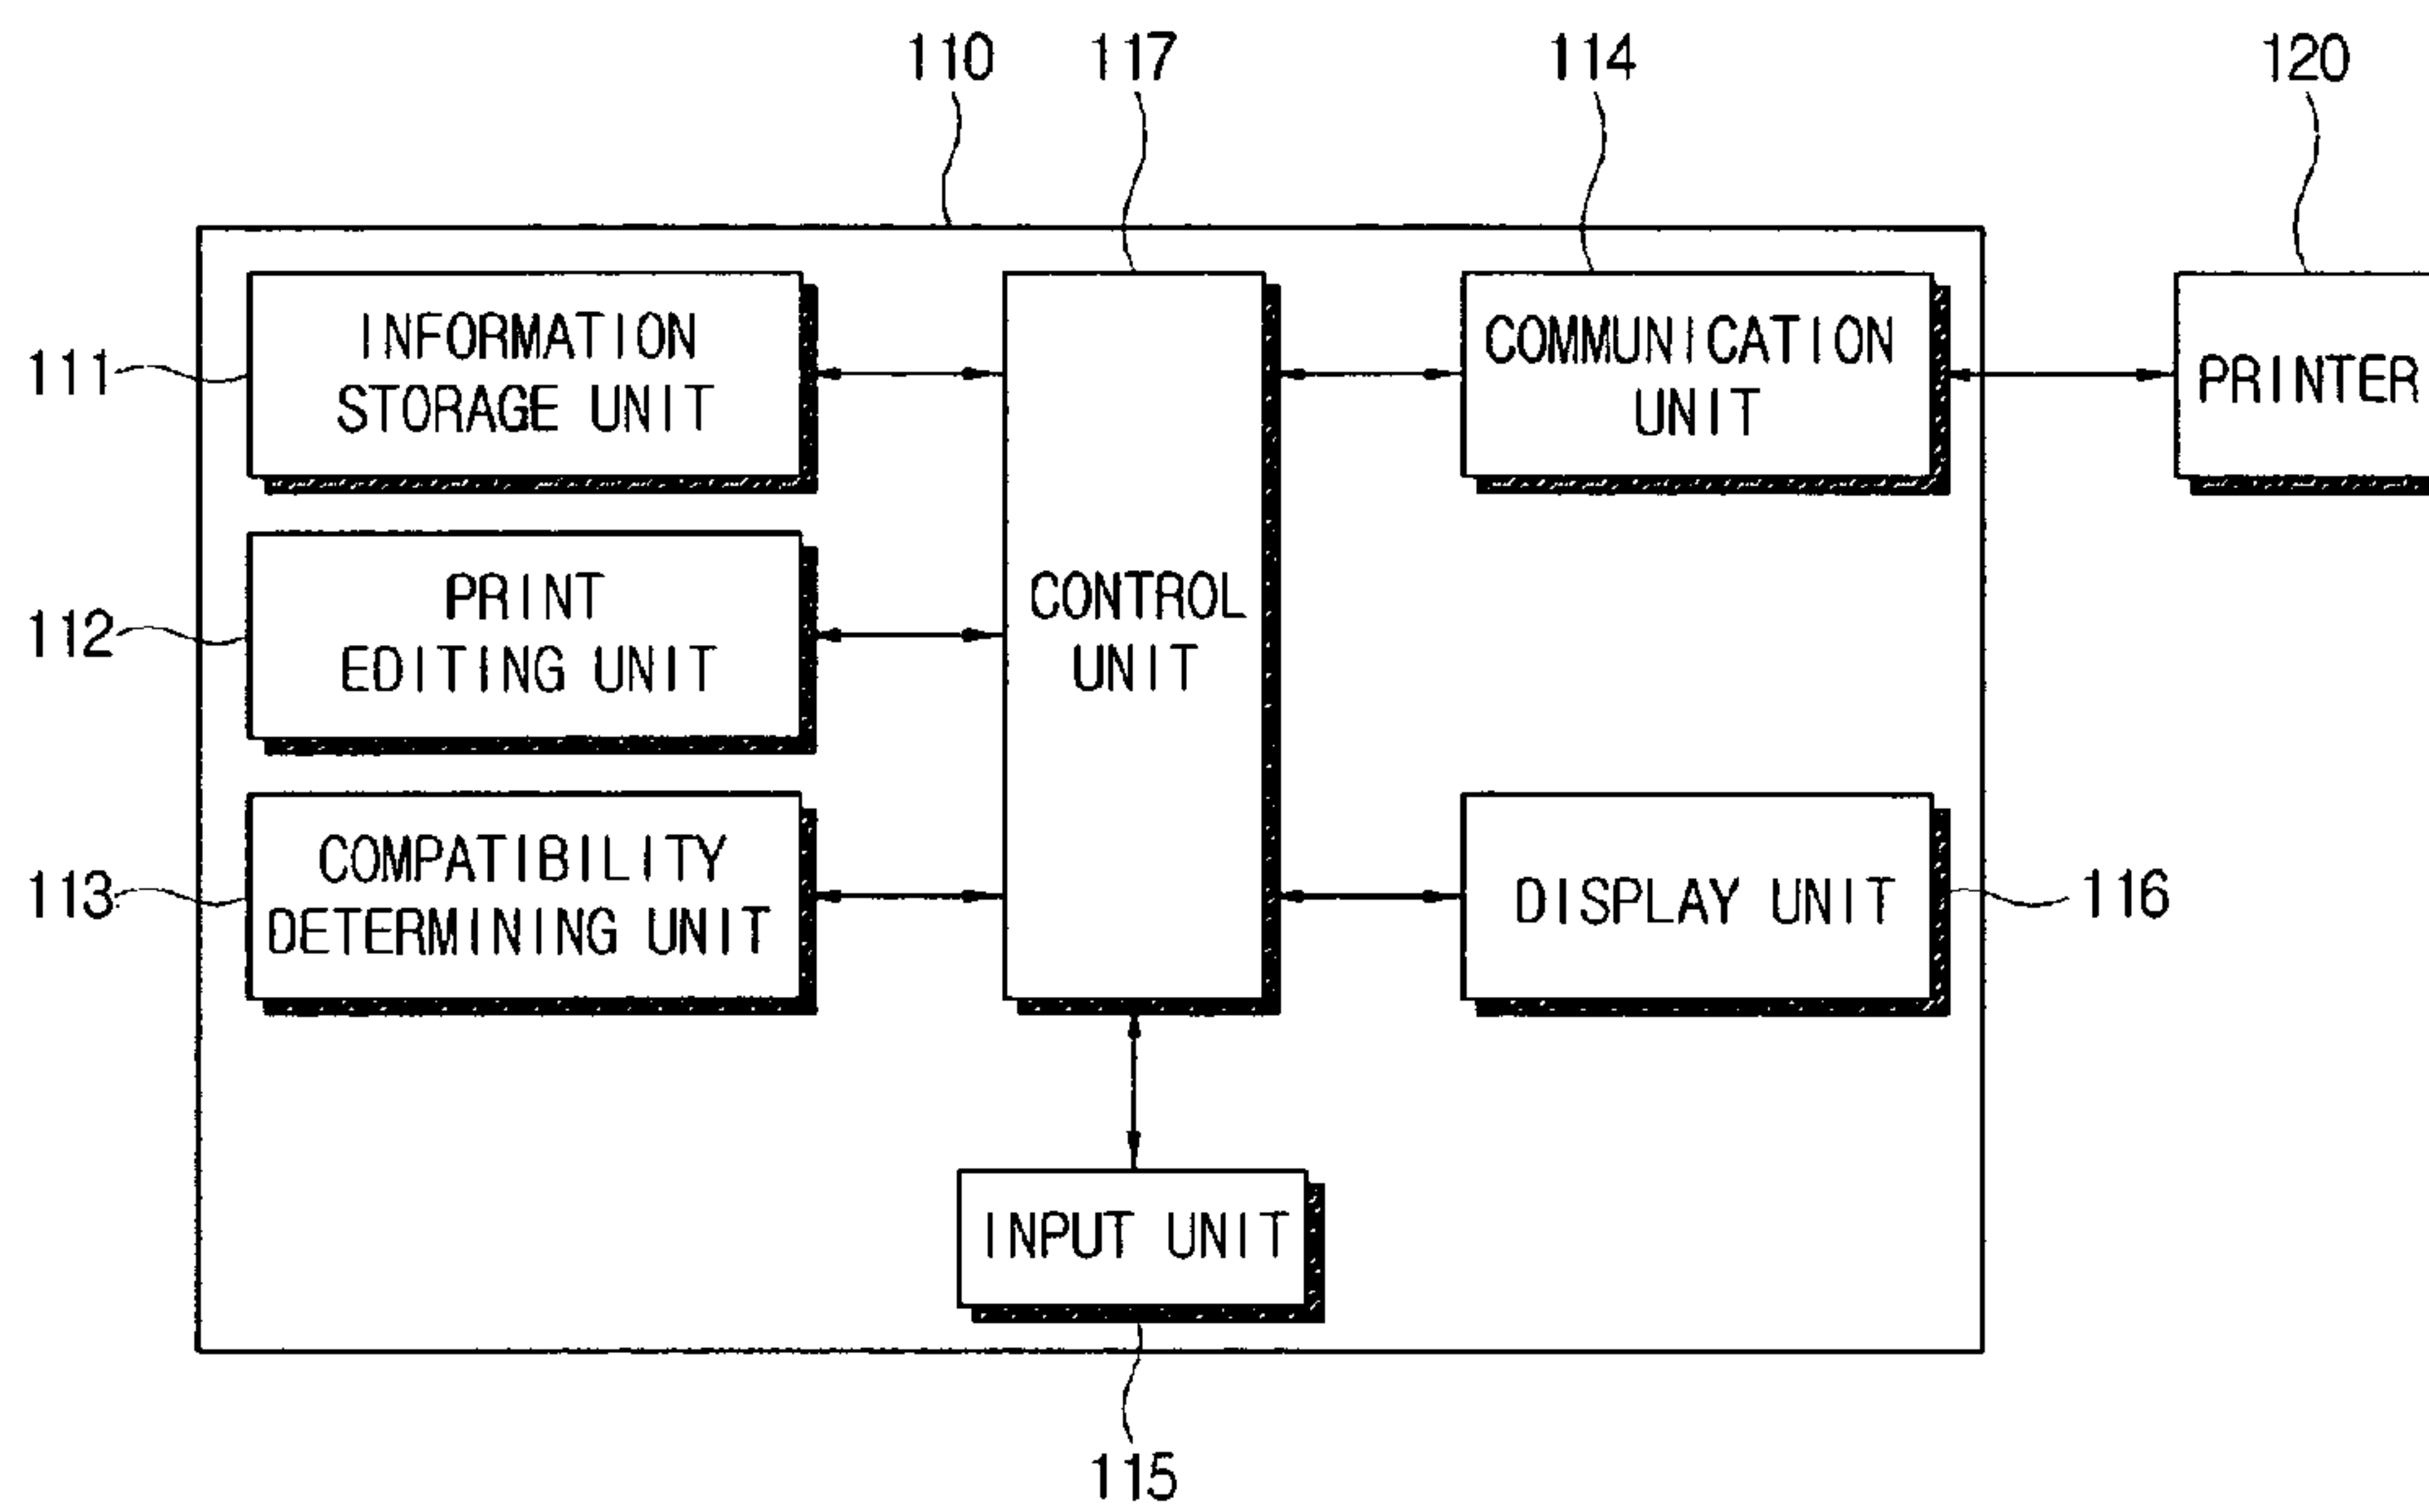 110
117
114
120
111
INFORMATION
STORAGE UNIT
COMMUNICATION
UNIT
PRINTER
112
PRINT
EDITING UNIT
CONTROL
UNIT
113
COMPATIBILITY
DETERMINING UNIT
DISPLAY UNIT
116
INPUT UNIT
115